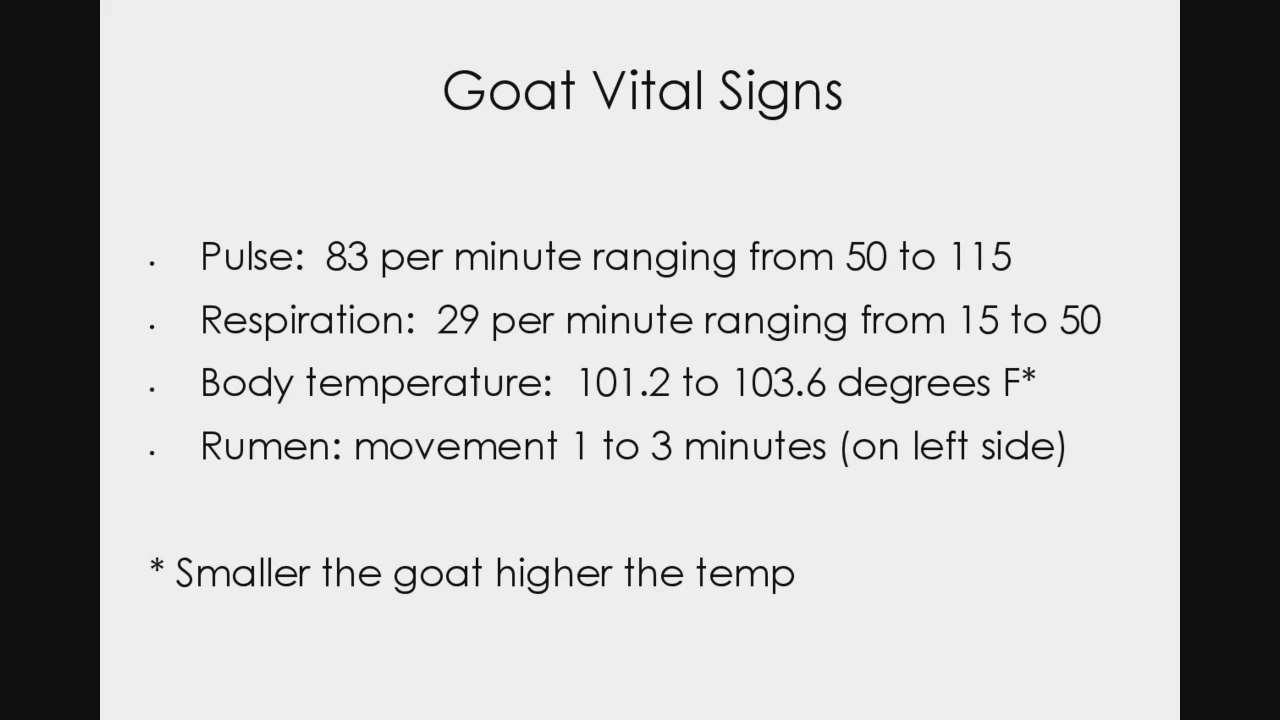 Goat Vital Signs
· Pulse:  83 per minute ranging from 50 to 115
· Respiration:  29 per minute ranging from 15 to 50
· Body temperature:  101.2 to 103.6 degrees F*
· Rumen: movement 1 to 3 minutes (on left side)
* Smaller the goat higher the temp